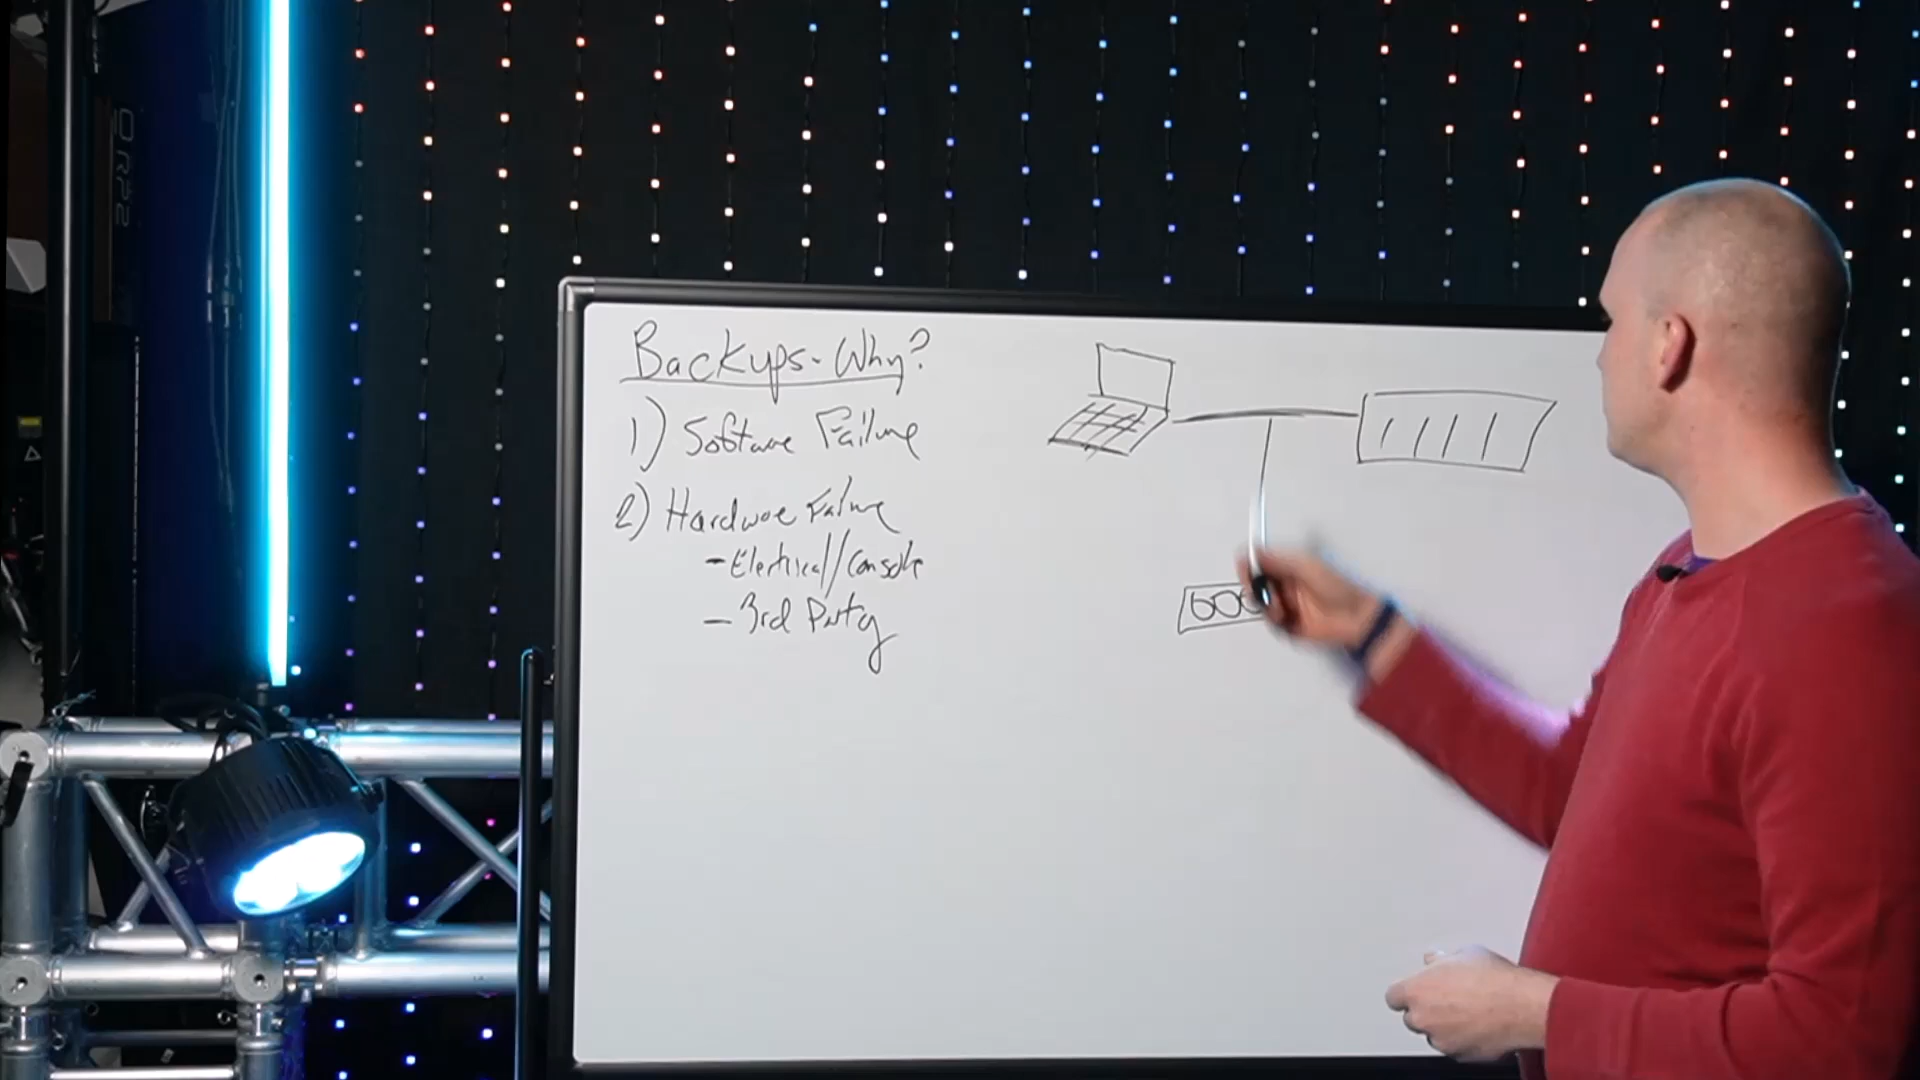 Backups - Why?
1) Software Failure
2) Hardware Failure
- Electrical/Console
- 3rd Party